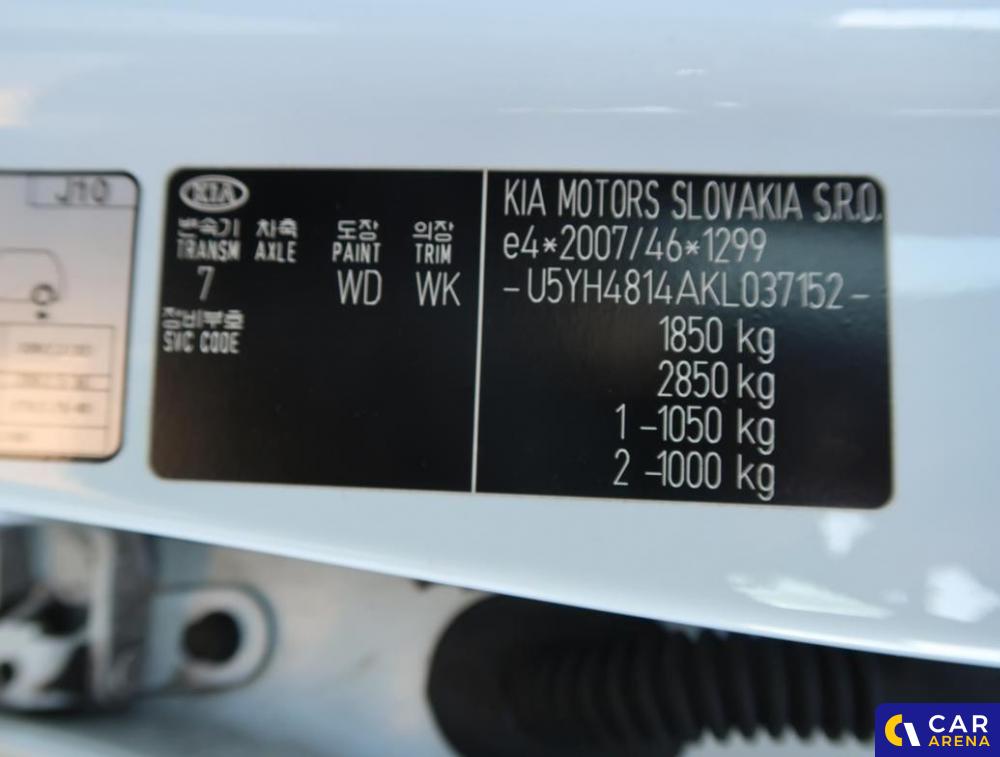 J10
KIA
변속기 차축 도장 의장
TRANSM AXLE PAINT TRIM
7 WD WK
장비부호
SVC CODE
KIA MOTORS SLOVAKIA S.R.O.
e4*2007/46*1299
-U5YH4814AKL037152-
1850 kg
2850 kg
1 -1050 kg
2 -1000 kg
CAR
ARENA